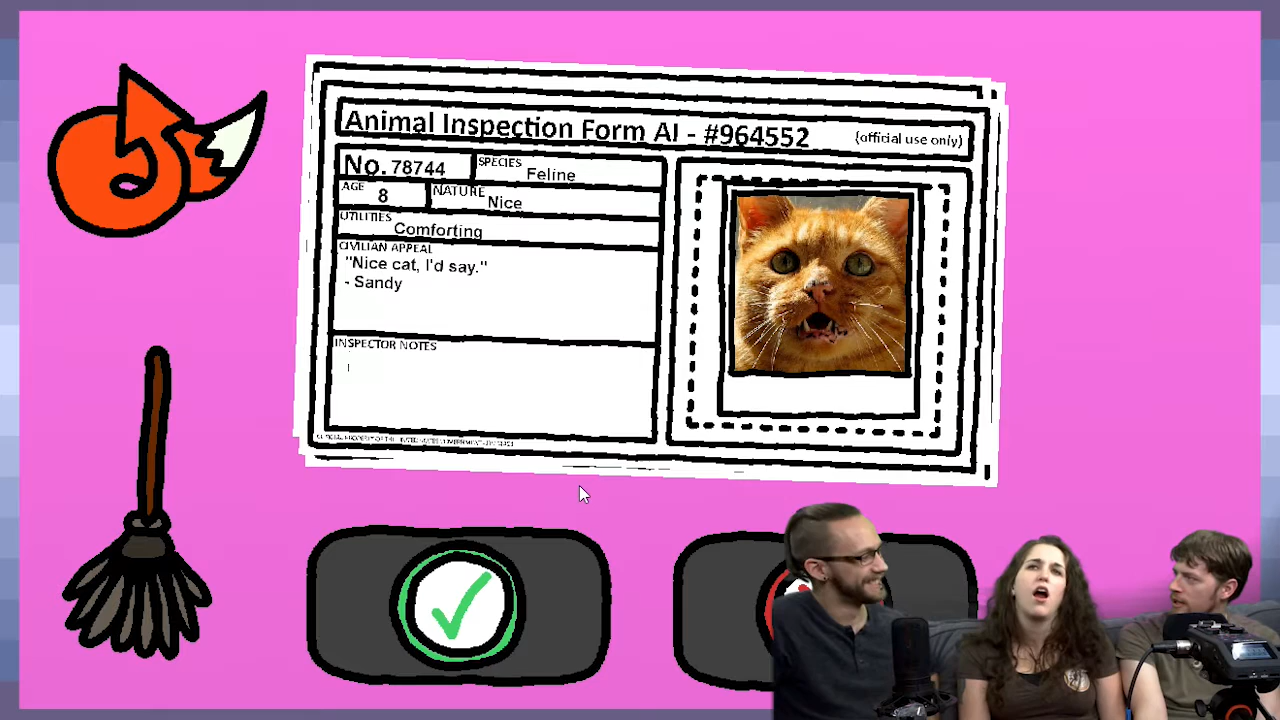 Animal Inspection Form AI - #964552
(official use only)
No. 78744
SPECIES
Feline
AGE
8
NATURE
Nice
UTILITIES
Comforting
CIVILIAN APPEAL
"Nice cat, I'd say."
- Sandy
INSPECTOR NOTES